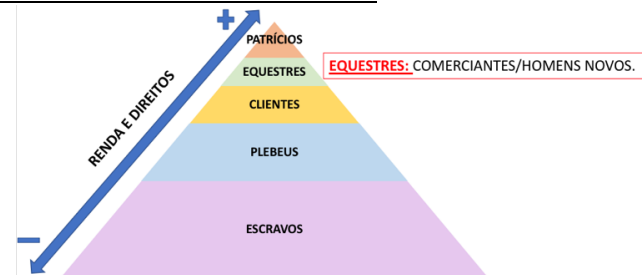 +
PATRÍCIOS
EQUESTRES
EQUESTRES: COMERCIANTES/HOMENS NOVOS.
CLIENTES
RENDA E DIREITOS
PLEBEUS
ESCRAVOS
−